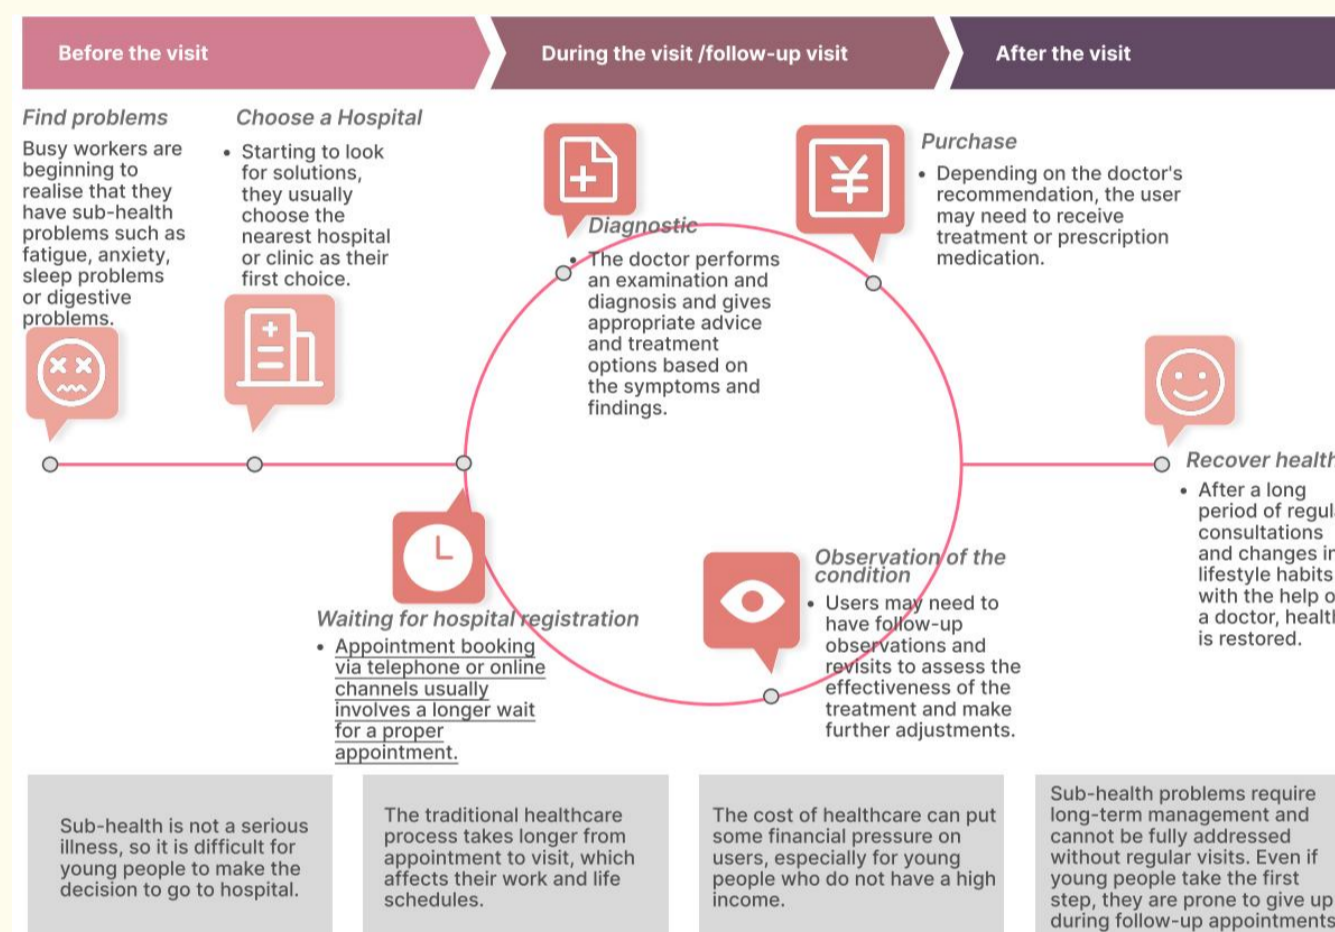 Before the visit
During the visit /follow-up visit
After the visit
Find problems
Busy workers are
beginning to
realise that they
have sub-health
problems such as
fatigue, anxiety,
sleep problems
or digestive
problems.
Choose a Hospital
• Starting to look
for solutions,
they usually
choose the
nearest hospital
or clinic as their
first choice.
Waiting for hospital registration
• Appointment booking
via telephone or online
channels usually
involves a longer wait
for a proper
appointment.
Diagnostic
• The doctor performs
an examination and
diagnosis and gives
appropriate advice
and treatment
options based on
the symptoms and
findings.
¥
Purchase
• Depending on the doctor's
recommendation, the user
may need to receive
treatment or prescription
medication.
Observation of the
condition
• Users may need to
have follow-up
observations and
revisits to assess the
effectiveness of the
treatment and make
further adjustments.
Recover health
• After a long
period of regula
consultations
and changes in
lifestyle habits
with the help o
a doctor, health
is restored.
Sub-health is not a serious
illness, so it is difficult for
young people to make the
decision to go to hospital.
The traditional healthcare
process takes longer from
appointment to visit, which
affects their work and life
schedules.
The cost of healthcare can put
some financial pressure on
users, especially for young
people who do not have a high
income.
Sub-health problems require
long-term management and
cannot be fully addressed
without regular visits. Even if
young people take the first
step, they are prone to give up
during follow-up appointments